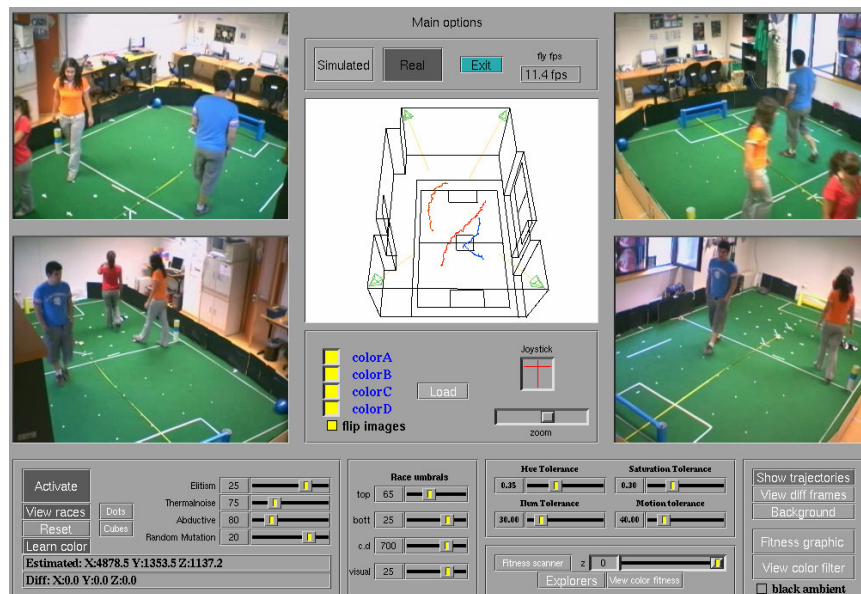 Main options
Simulated
Real
Exit
fly fps
11.4 fps
colorA
colorB
colorC
colorD
flip images
Load
Joystick
zoom
Activate
View races
Reset
Learn color
Dots
Cubes
Elitism 25
Thermalnoise 75
Abductive 80
Random Mutation 20
Estimated: X:4878.5 Y:1353.5 Z:1137.2
Diff: X:0.0 Y:0.0 Z:0.0
Race umbrals
top 65
bott 25
c.d 700
visual 25
Hue Tolerance
0.35
Saturation Tolerance
0.30
Ilum Tolerance
30.00
Motion tolerance
40.00
Fitness scanner
z 0
Explorers
View color fitness
Show trajectories
View diff frames
Background
Fitness graphic
View color filter
black ambient